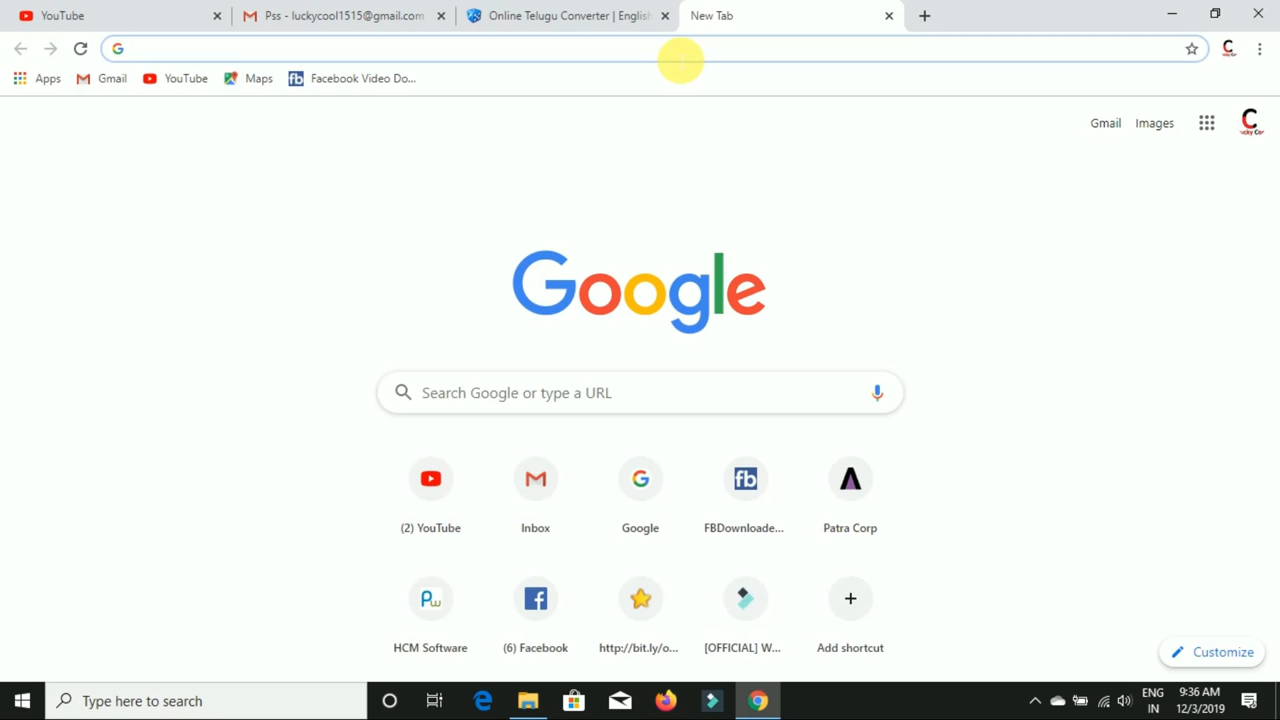 YouTube
Pss - luckycool1515@gmail.com
Online Telugu Converter | English
New Tab
Apps
Gmail
YouTube
Maps
fb
Facebook Video Do...
Gmail
Images
C
Google
Search Google or type a URL
fb
(2) YouTube
Inbox
Google
FBDownloade...
Patra Corp
HCM Software
(6) Facebook
http://bit.ly/o...
[OFFICIAL] W...
Add shortcut
Customize
Type here to search
ENG
IN
9:36 AM
12/3/2019